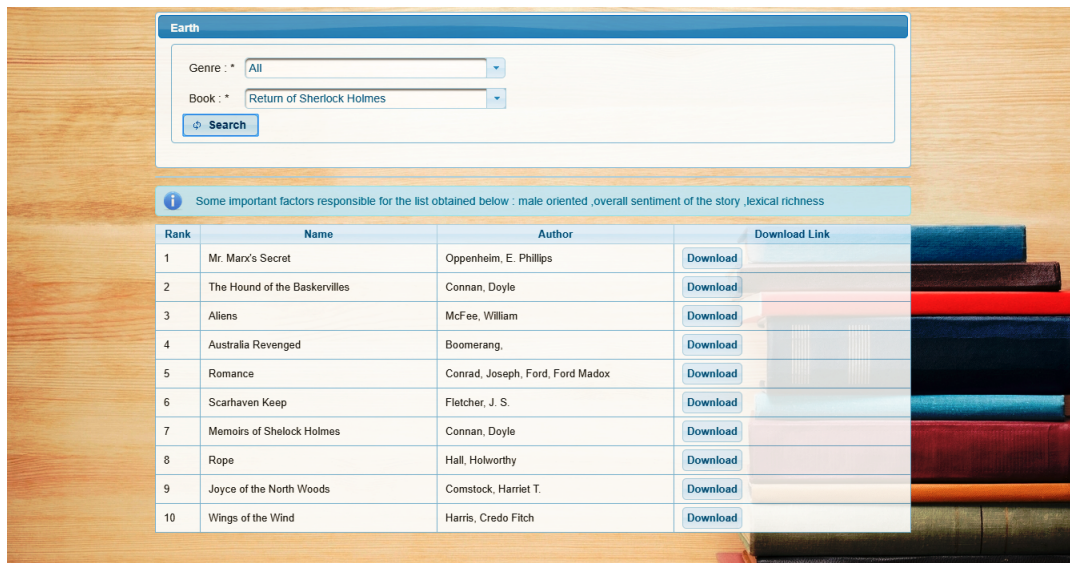 Earth
Genre : * All
Book : * Return of Sherlock Holmes
Search
Some important factors responsible for the list obtained below : male oriented ,overall sentiment of the story ,lexical richness
Rank Name Author Download Link
1 Mr. Marx's Secret Oppenheim, E. Phillips Download
2 The Hound of the Baskervilles Connan, Doyle Download
3 Aliens McFee, William Download
4 Australia Revenged Boomerang, Download
5 Romance Conrad, Joseph, Ford, Ford Madox Download
6 Scarhaven Keep Fletcher, J. S. Download
7 Memoirs of Shelock Holmes Connan, Doyle Download
8 Rope Hall, Holworthy Download
9 Joyce of the North Woods Comstock, Harriet T. Download
10 Wings of the Wind Harris, Credo Fitch Download